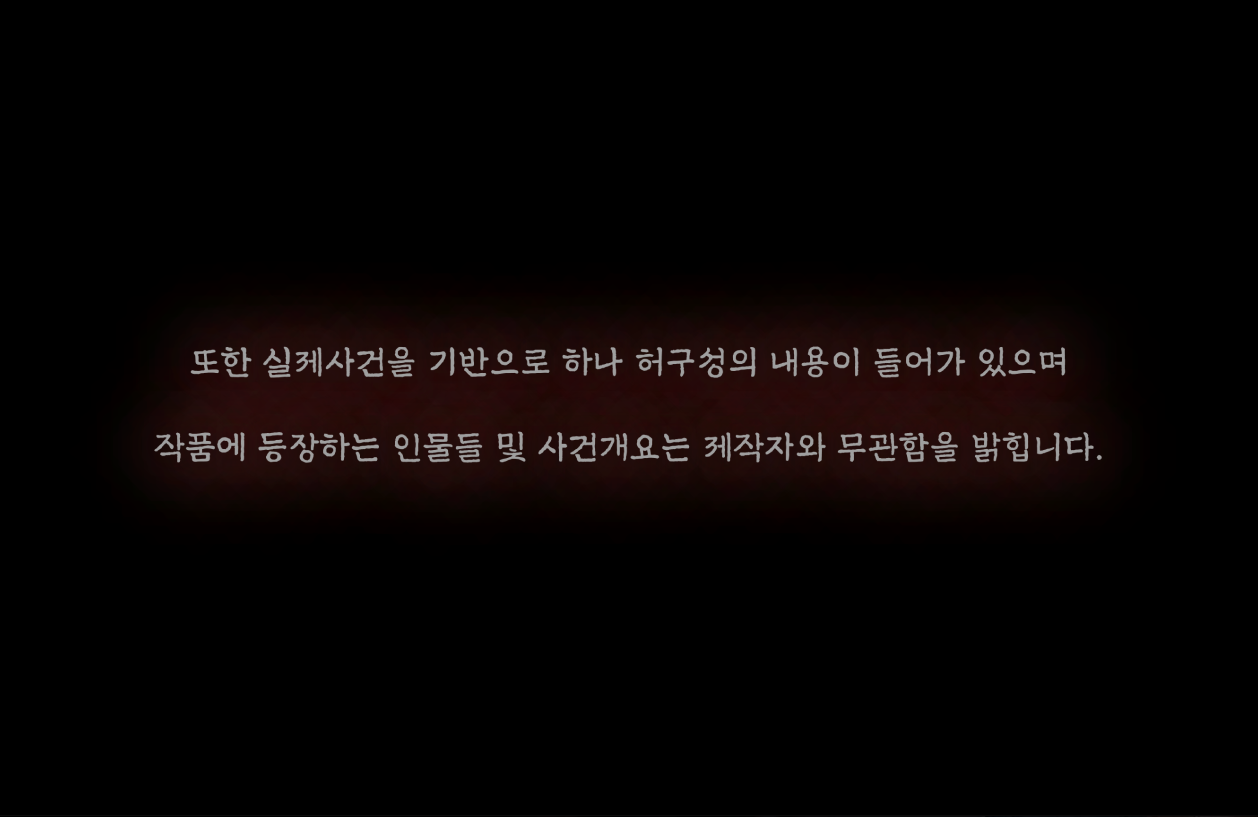 또한 실제사건을 기반으로 하나 허구성의 내용이 들어가 있으며
작품에 등장하는 인물들 및 사건개요는 제작자와 무관함을 밝힙니다.